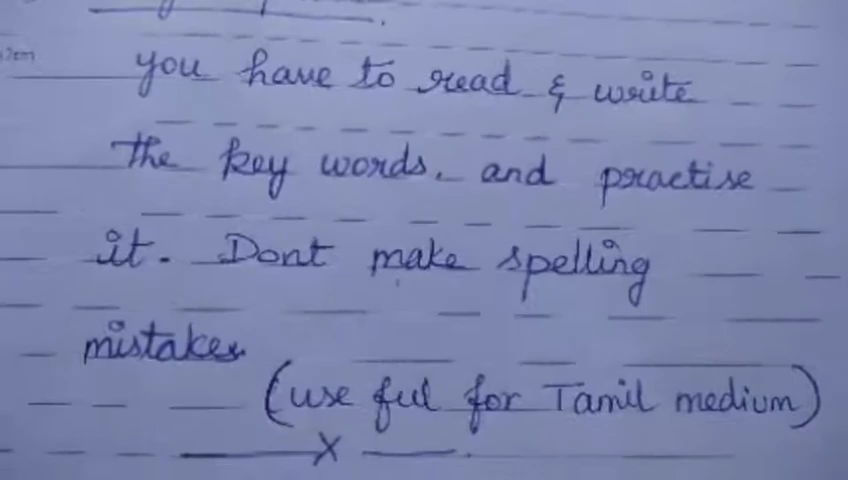 you have to read & write
the key words. and practise
it. Dont make spelling
mistakes
(use ful for Tamil medium)